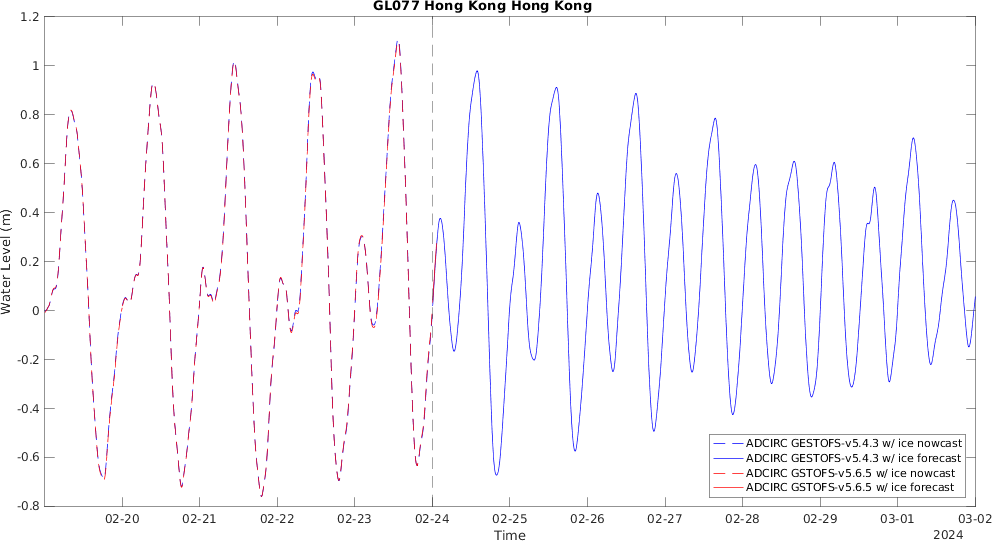 GL077 Hong Kong Hong Kong
1.2
1
0.8
0.6
0.4
0.2
0
-0.2
-0.4
-0.6
-0.8
Water Level (m)
ADCIRC GESTOFS-v5.4.3 w/ ice nowcast
ADCIRC GESTOFS-v5.4.3 w/ ice forecast
ADCIRC GSTOFS-v5.6.5 w/ ice nowcast
ADCIRC GSTOFS-v5.6.5 w/ ice forecast
02-20 02-21 02-22 02-23 02-24 02-25 02-26 02-27 02-28 02-29 03-01 03-02
Time
2024